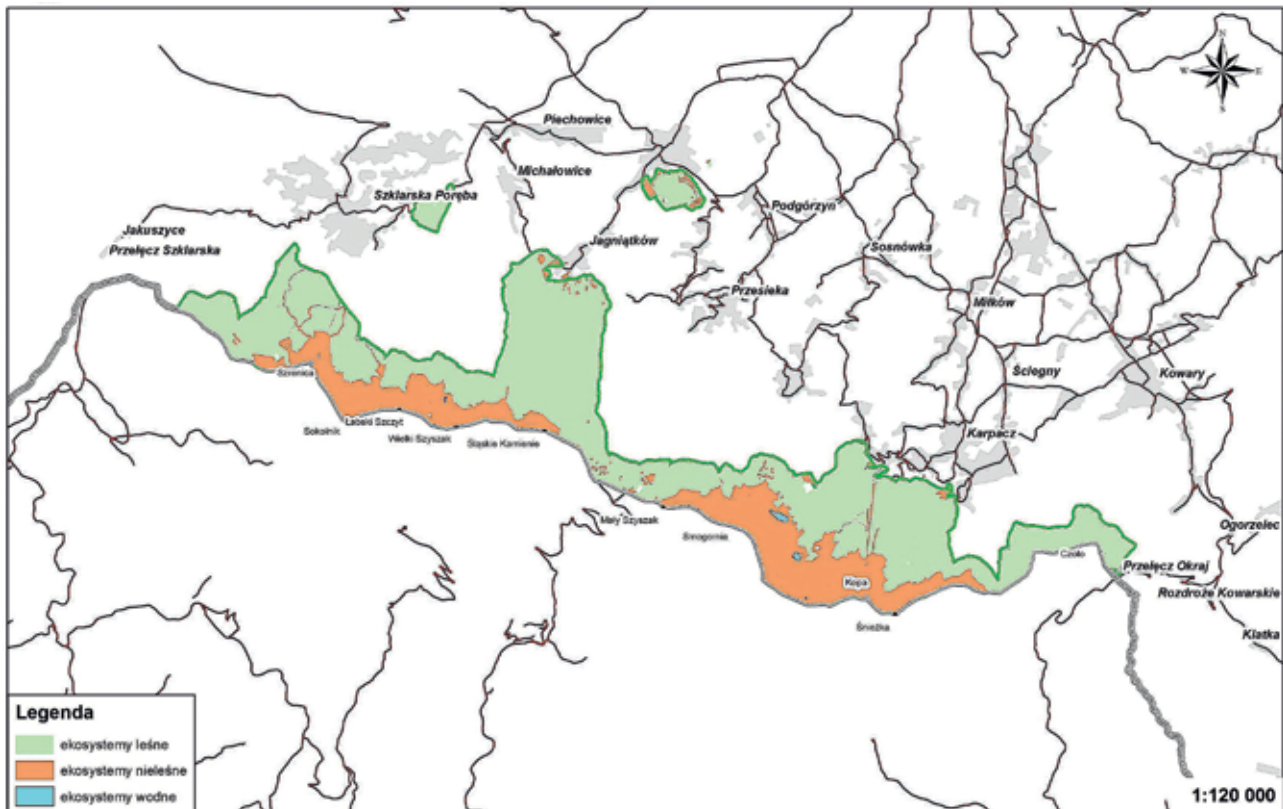 N
W E
S
Piechowice
Michałowice
Szklarska Poręba
Podgórzyn
Jakuszyce
Jagniątków
Sosnówka
Przełęcz Szklarska
Przesieka
Miłków
Ściegny
Kowary
Szrenica
Łabski Szczyt
Sokolnik
Wielki Szyszak
Śląskie Kamienie
Karpacz
Mały Szyszak
Smogornia
Ogorzelec
Czoło
Przełęcz Okraj
Kopa
Rozdroże Kowarskie
Śnieżka
Klatka
Legenda
ekosystemy leśne
ekosystemy nieleśne
ekosystemy wodne
1:120 000